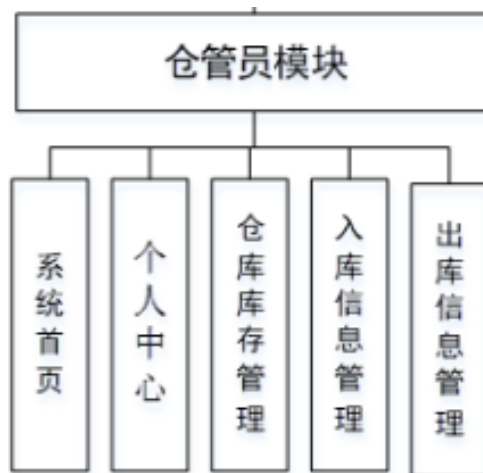 仓管员模块
系统首页
个人中心
仓库库存管理
入库信息管理
出库信息管理